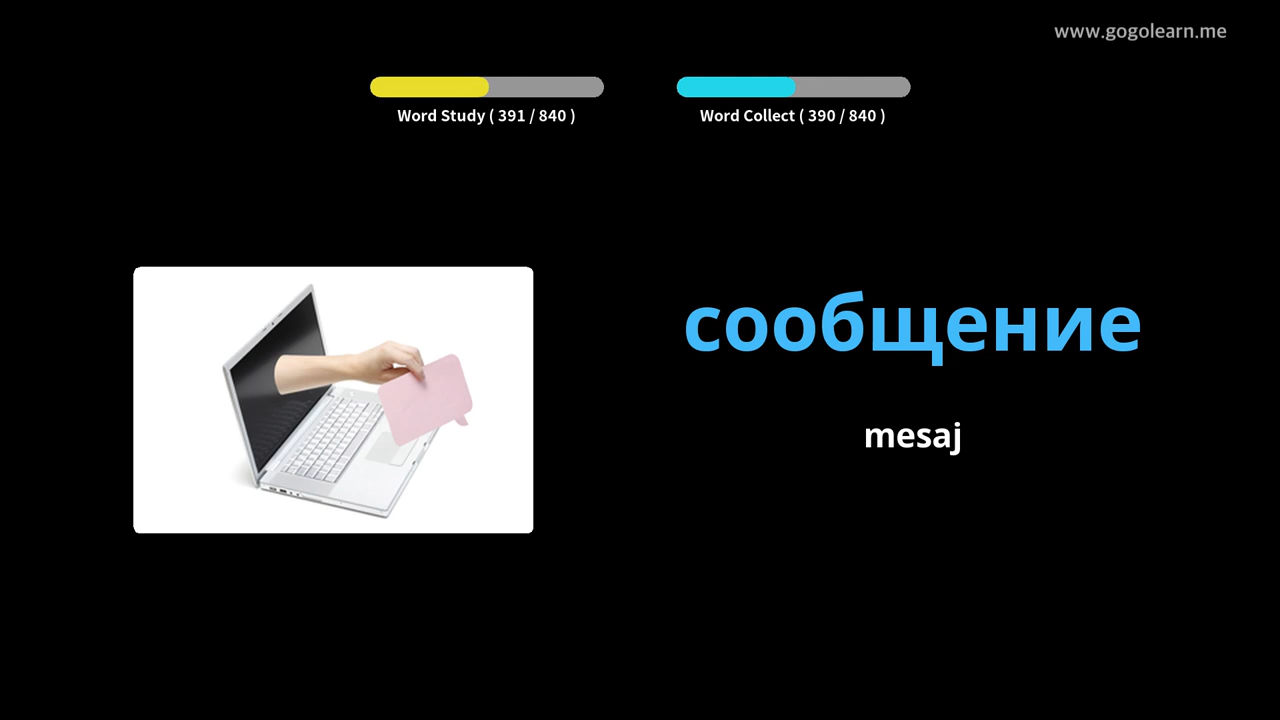 www.gogolearn.me
Word Study ( 391 / 840 )
Word Collect ( 390 / 840 )
сообщение
mesaj